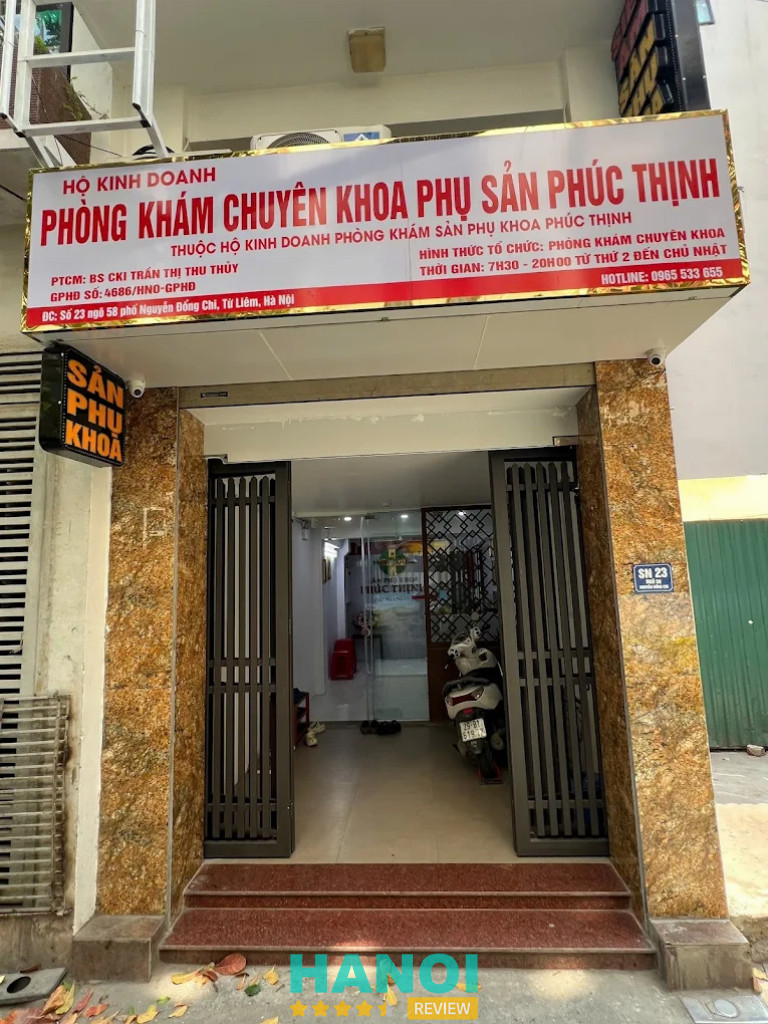 HỘ KINH DOANH
PHÒNG KHÁM CHUYÊN KHOA PHỤ SẢN PHÚC THỊNH
THUỘC HỘ KINH DOANH PHÒNG KHÁM SẢN PHỤ KHOA PHÚC THỊNH
PTCM: BS CKI TRẦN THỊ THU THỦY
GPHĐ SỐ: 4686/HNO-GPHĐ
HÌNH THỨC TỔ CHỨC: PHÒNG KHÁM CHUYÊN KHOA
THỜI GIAN: 7H30 - 20H00 TỪ THỨ 2 ĐẾN CHỦ NHẬT
HOTLINE: 0965 533 655
ĐC: Số 23 ngõ 58 phố Nguyễn Đổng Chi, Từ Liêm, Hà Nội
SẢN
PHỤ
KHOA
PHÚC THỊNH
SN 23
HANOI
REVIEW